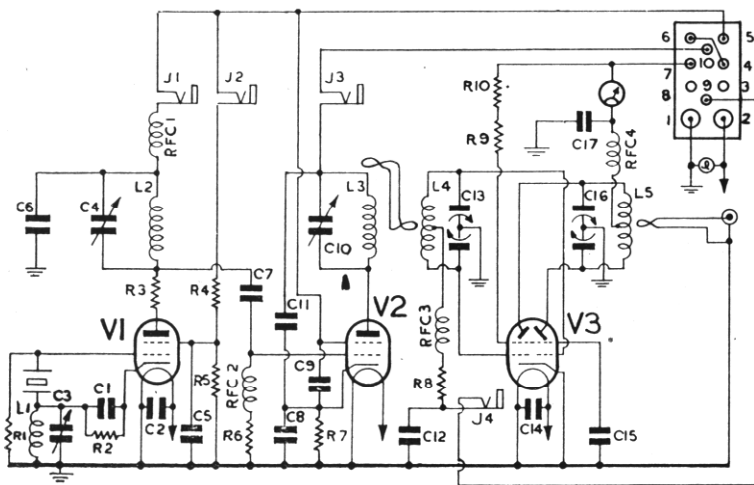 J1
J2
J3
6
5
7
10
4
8
9
3
1
2
RFC1
R10
R9
C17
RFC4
L2
L3
L4
C13
C16
L5
C6
C4
C10
R3
R4
C7
C11
RFC3
V1
V2
V3
C9
R5
RFC2
R8
L1
C3
C1
R2
C2
C5
R6
C8
R7
C12
J4
C14
C15
R1